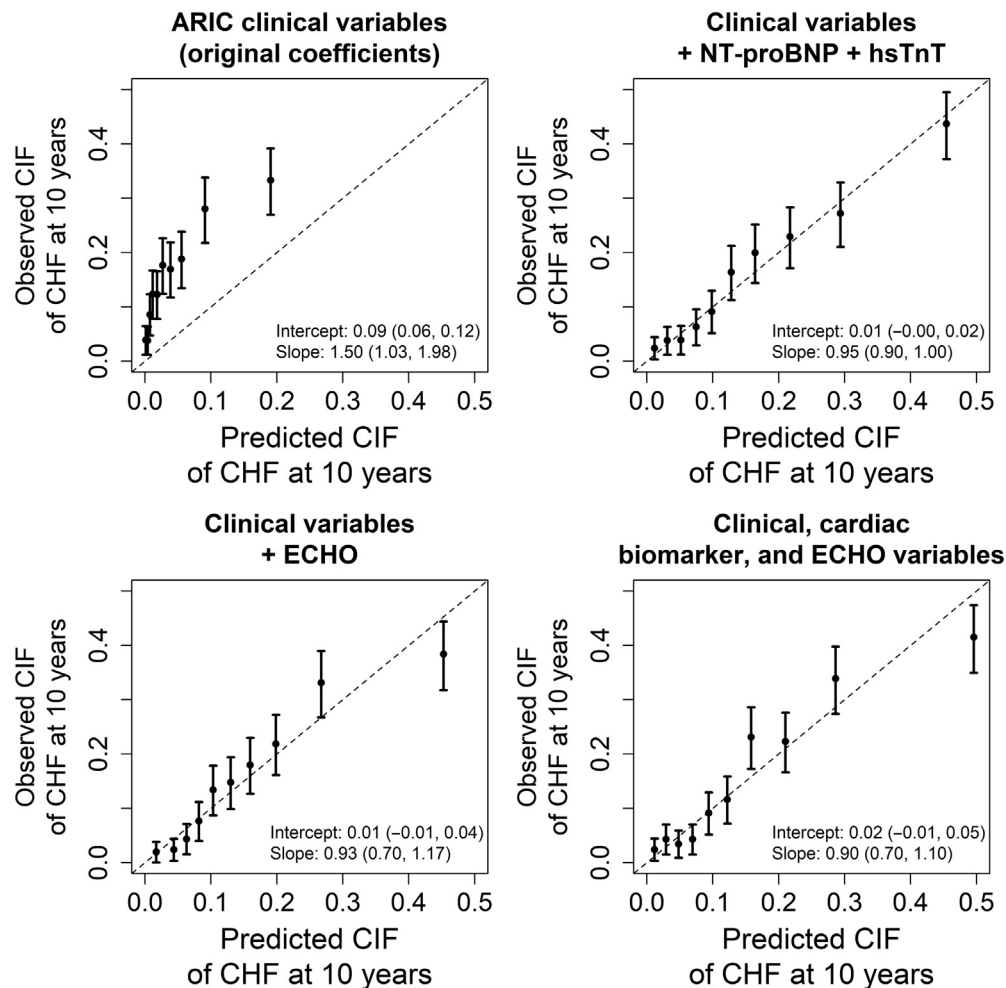 ARIC clinical variables
(original coefficients)
Observed CIF
of CHF at 10 years
0.4
0.2
0.0
Intercept: 0.09 (0.06, 0.12)
Slope: 1.50 (1.03, 1.98)
0.0 0.1 0.2 0.3 0.4 0.5
Predicted CIF
of CHF at 10 years
Clinical variables
+ NT-proBNP + hsTnT
Observed CIF
of CHF at 10 years
0.4
0.2
0.0
Intercept: 0.01 (−0.00, 0.02)
Slope: 0.95 (0.90, 1.00)
0.0 0.1 0.2 0.3 0.4 0.5
Predicted CIF
of CHF at 10 years
Clinical variables
+ ECHO
Observed CIF
of CHF at 10 years
0.4
0.2
0.0
Intercept: 0.01 (−0.01, 0.04)
Slope: 0.93 (0.70, 1.17)
0.0 0.1 0.2 0.3 0.4 0.5
Predicted CIF
of CHF at 10 years
Clinical, cardiac
biomarker, and ECHO variables
Observed CIF
of CHF at 10 years
0.4
0.2
0.0
Intercept: 0.02 (−0.01, 0.05)
Slope: 0.90 (0.70, 1.10)
0.0 0.1 0.2 0.3 0.4 0.5
Predicted CIF
of CHF at 10 years